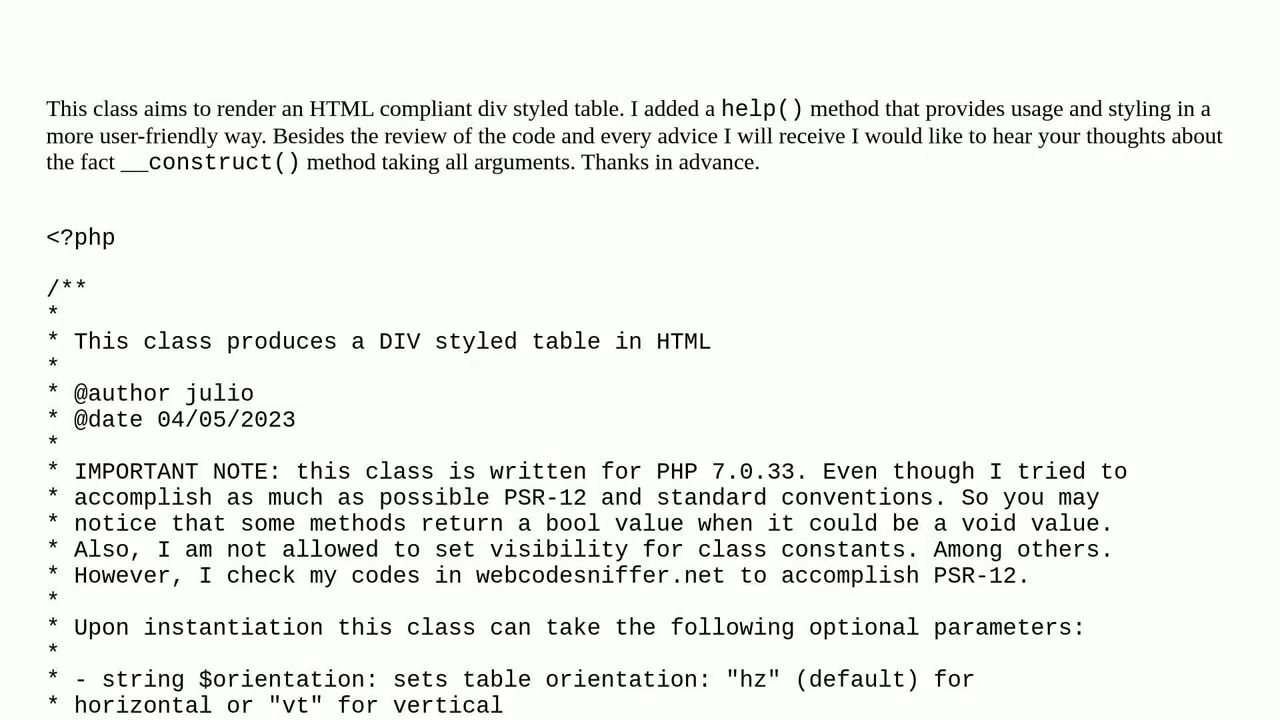 This class aims to render an HTML compliant div styled table. I added a help() method that provides usage and styling in a
more user-friendly way. Besides the review of the code and every advice I will receive I would like to hear your thoughts about
the fact __construct() method taking all arguments. Thanks in advance.
<?php
/**
*
* This class produces a DIV styled table in HTML
*
* @author julio
* @date 04/05/2023
*
* IMPORTANT NOTE: this class is written for PHP 7.0.33. Even though I tried to
* accomplish as much as possible PSR-12 and standard conventions. So you may
* notice that some methods return a bool value when it could be a void value.
* Also, I am not allowed to set visibility for class constants. Among others.
* However, I check my codes in webcodesniffer.net to accomplish PSR-12.
*
* Upon instantiation this class can take the following optional parameters:
*
* - string $orientation: sets table orientation: "hz" (default) for
* horizontal or "vt" for vertical